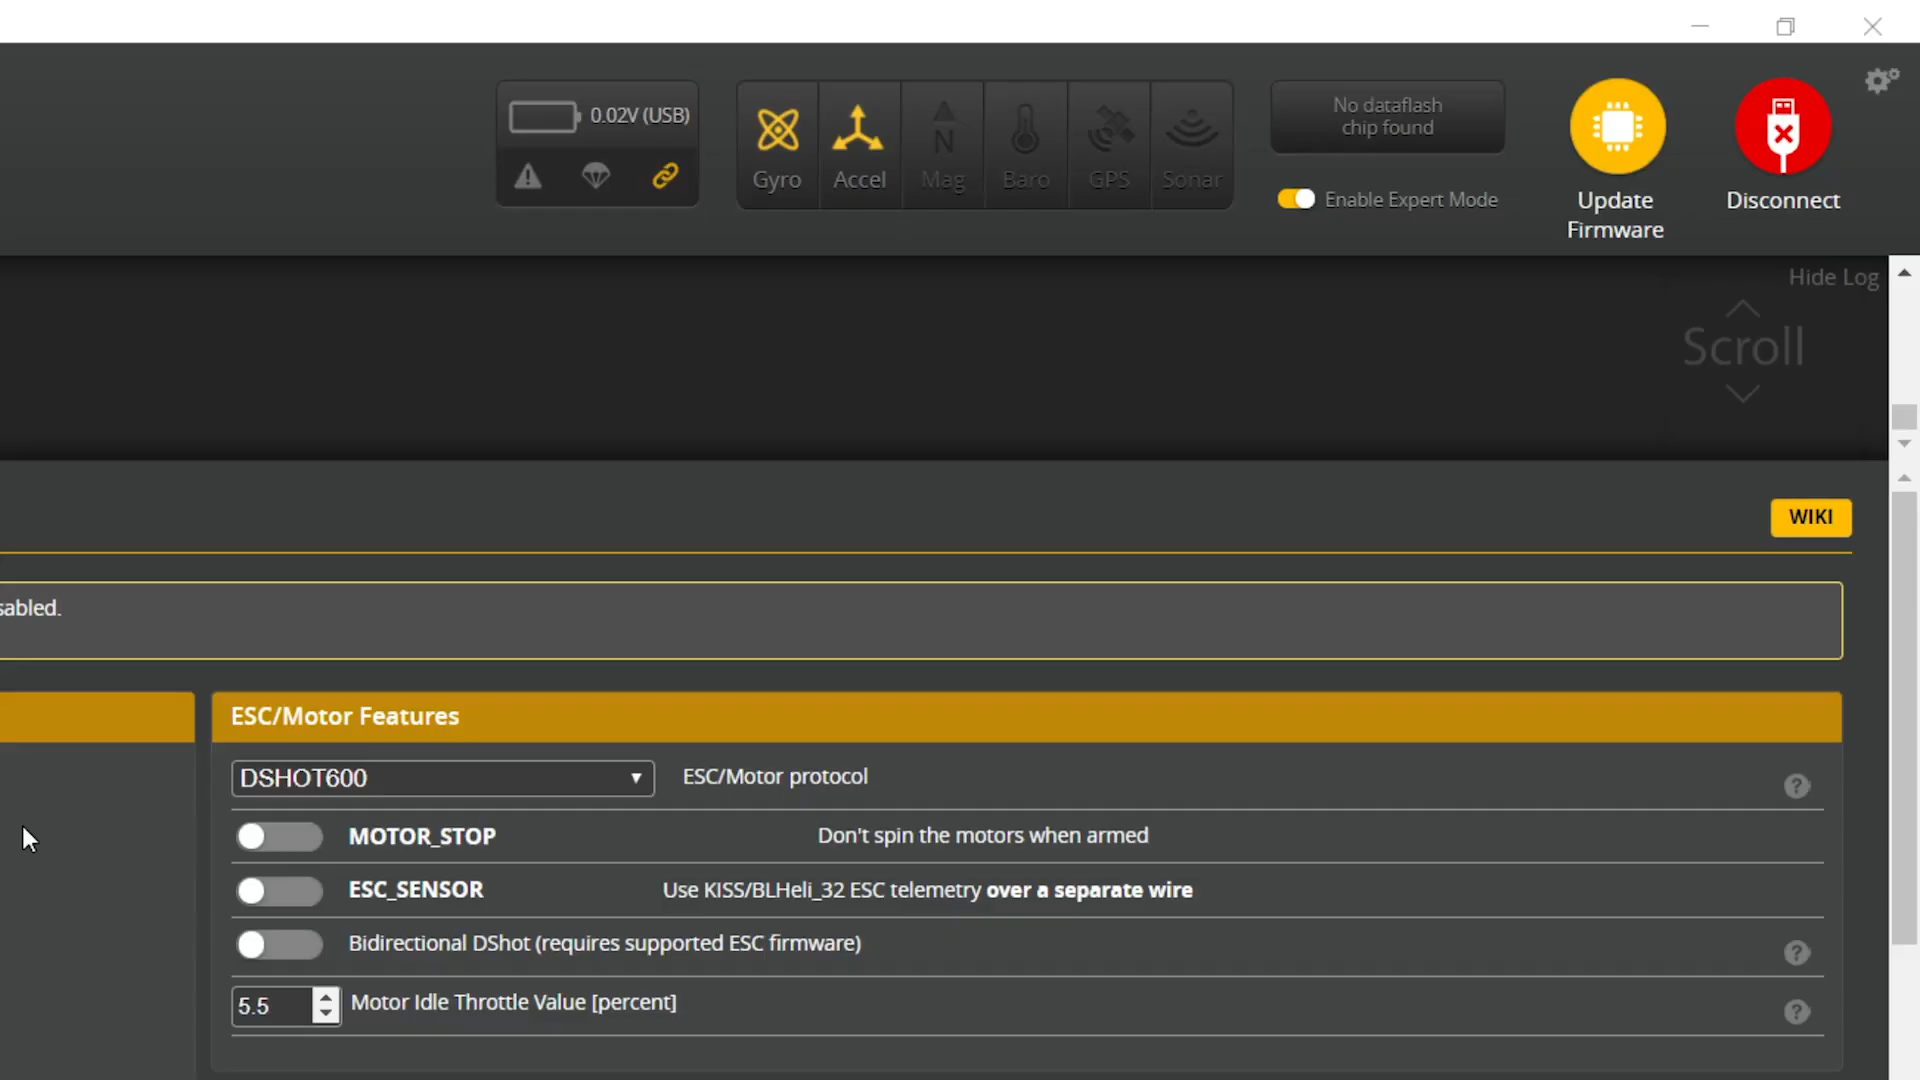 0.02V (USB)
Gyro
Accel
N
Mag
Baro
GPS
Sonar
No dataflash
chip found
Enable Expert Mode
Update
Firmware
Disconnect
Hide Log
Scroll
WIKI
sabled.
ESC/Motor Features
DSHOT600
ESC/Motor protocol
?
MOTOR_STOP Don't spin the motors when armed
ESC_SENSOR Use KISS/BLHeli_32 ESC telemetry over a separate wire
Bidirectional DShot (requires supported ESC firmware)
?
5.5 Motor Idle Throttle Value [percent]
?